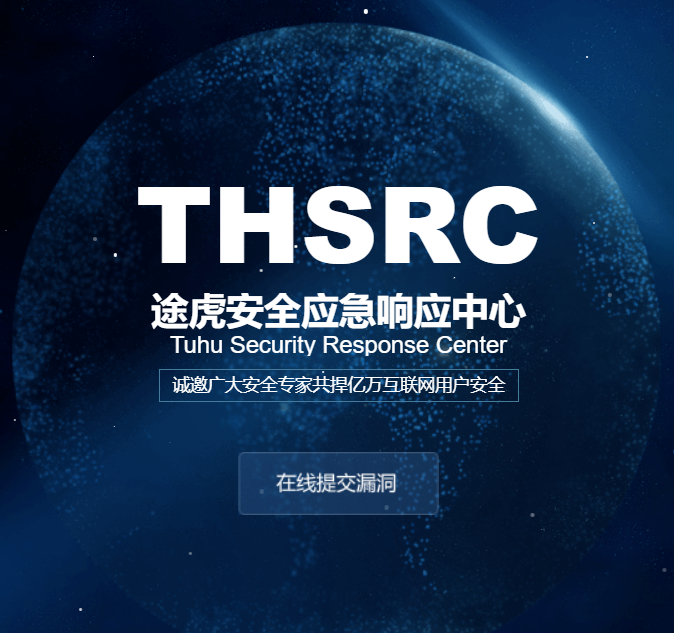 THSRC
途虎安全应急响应中心
Tuhu Security Response Center
诚邀广大安全专家共捍亿万互联网用户安全
在线提交漏洞